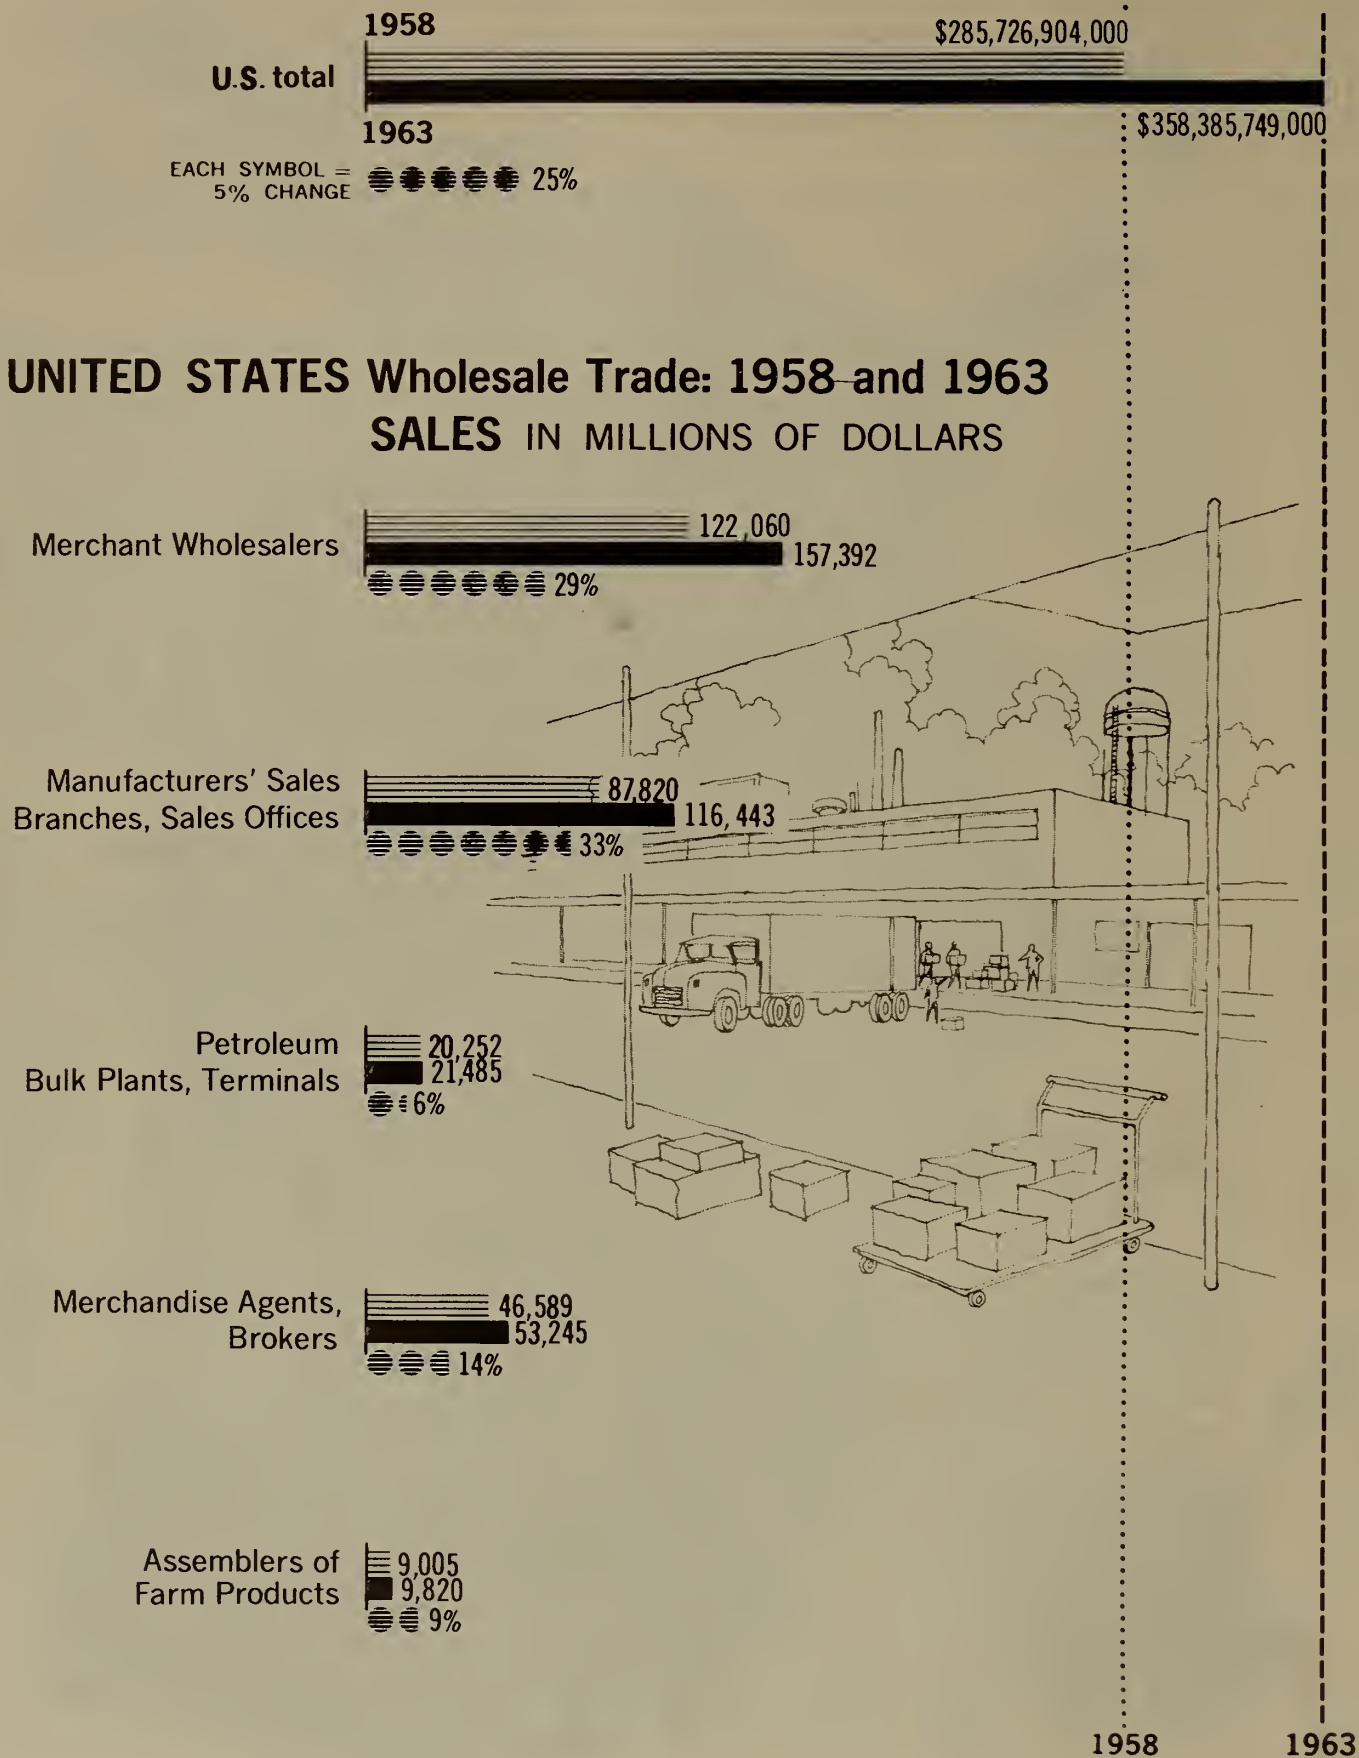 1958
$285,726,904,000
U.S. total
1963
$358,385,749,000
EACH SYMBOL =
5% CHANGE
25%
UNITED STATES Wholesale Trade: 1958 and 1963
SALES IN MILLIONS OF DOLLARS
Merchant Wholesalers
122,060
157,392
29%
Manufacturers' Sales
Branches, Sales Offices
87,820
116,443
33%
Petroleum
Bulk Plants, Terminals
20,252
21,485
6%
Merchandise Agents,
Brokers
46,589
53,245
14%
Assemblers of
Farm Products
9,005
9,820
9%
1958 1963